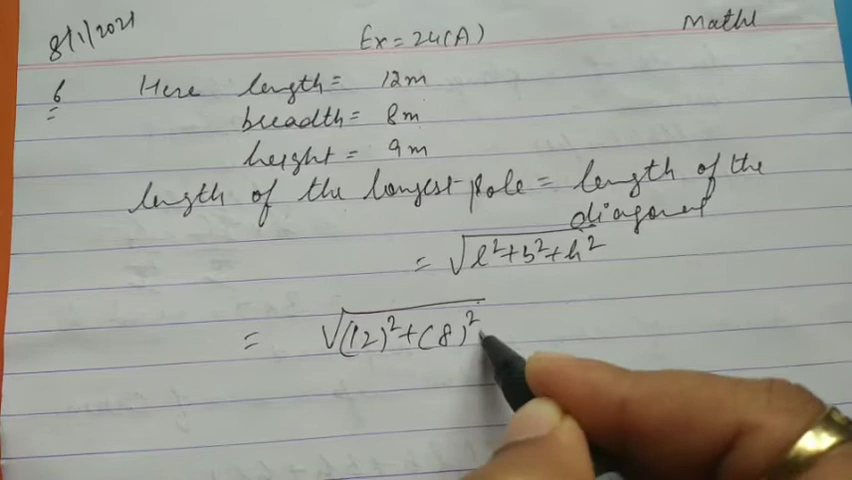 8/1/2021 Ex = 24(A) Maths
6 Here length = 12m
breadth = 8m
height = 9m
length of the longest pole = length of the
diagonal
= √l²+b²+h²
= √(12)²+(8)²